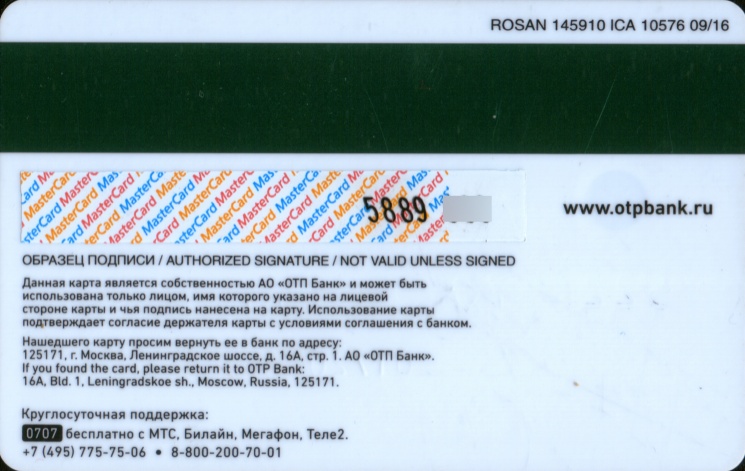 ROSAN 145910 ICA 10576 09/16
5889
www.otpbank.ru
ОБРАЗЕЦ ПОДПИСИ / AUTHORIZED SIGNATURE / NOT VALID UNLESS SIGNED
Данная карта является собственностью АО «ОТП Банк» и может быть
использована только лицом, имя которого указано на лицевой
стороне карты и чья подпись нанесена на карту. Использование карты
подтверждает согласие держателя карты с условиями соглашения с банком.
Нашедшего карту просим вернуть ее в банк по адресу:
125171, г. Москва, Ленинградское шоссе, д. 16А, стр. 1. АО «ОТП Банк».
If you found the card, please return it to OTP Bank:
16A, Bld. 1, Leningradskoe sh., Moscow, Russia, 125171.
Круглосуточная поддержка:
0707 бесплатно с МТС, Билайн, Мегафон, Теле2.
+7 (495) 775-75-06 • 8-800-200-70-01